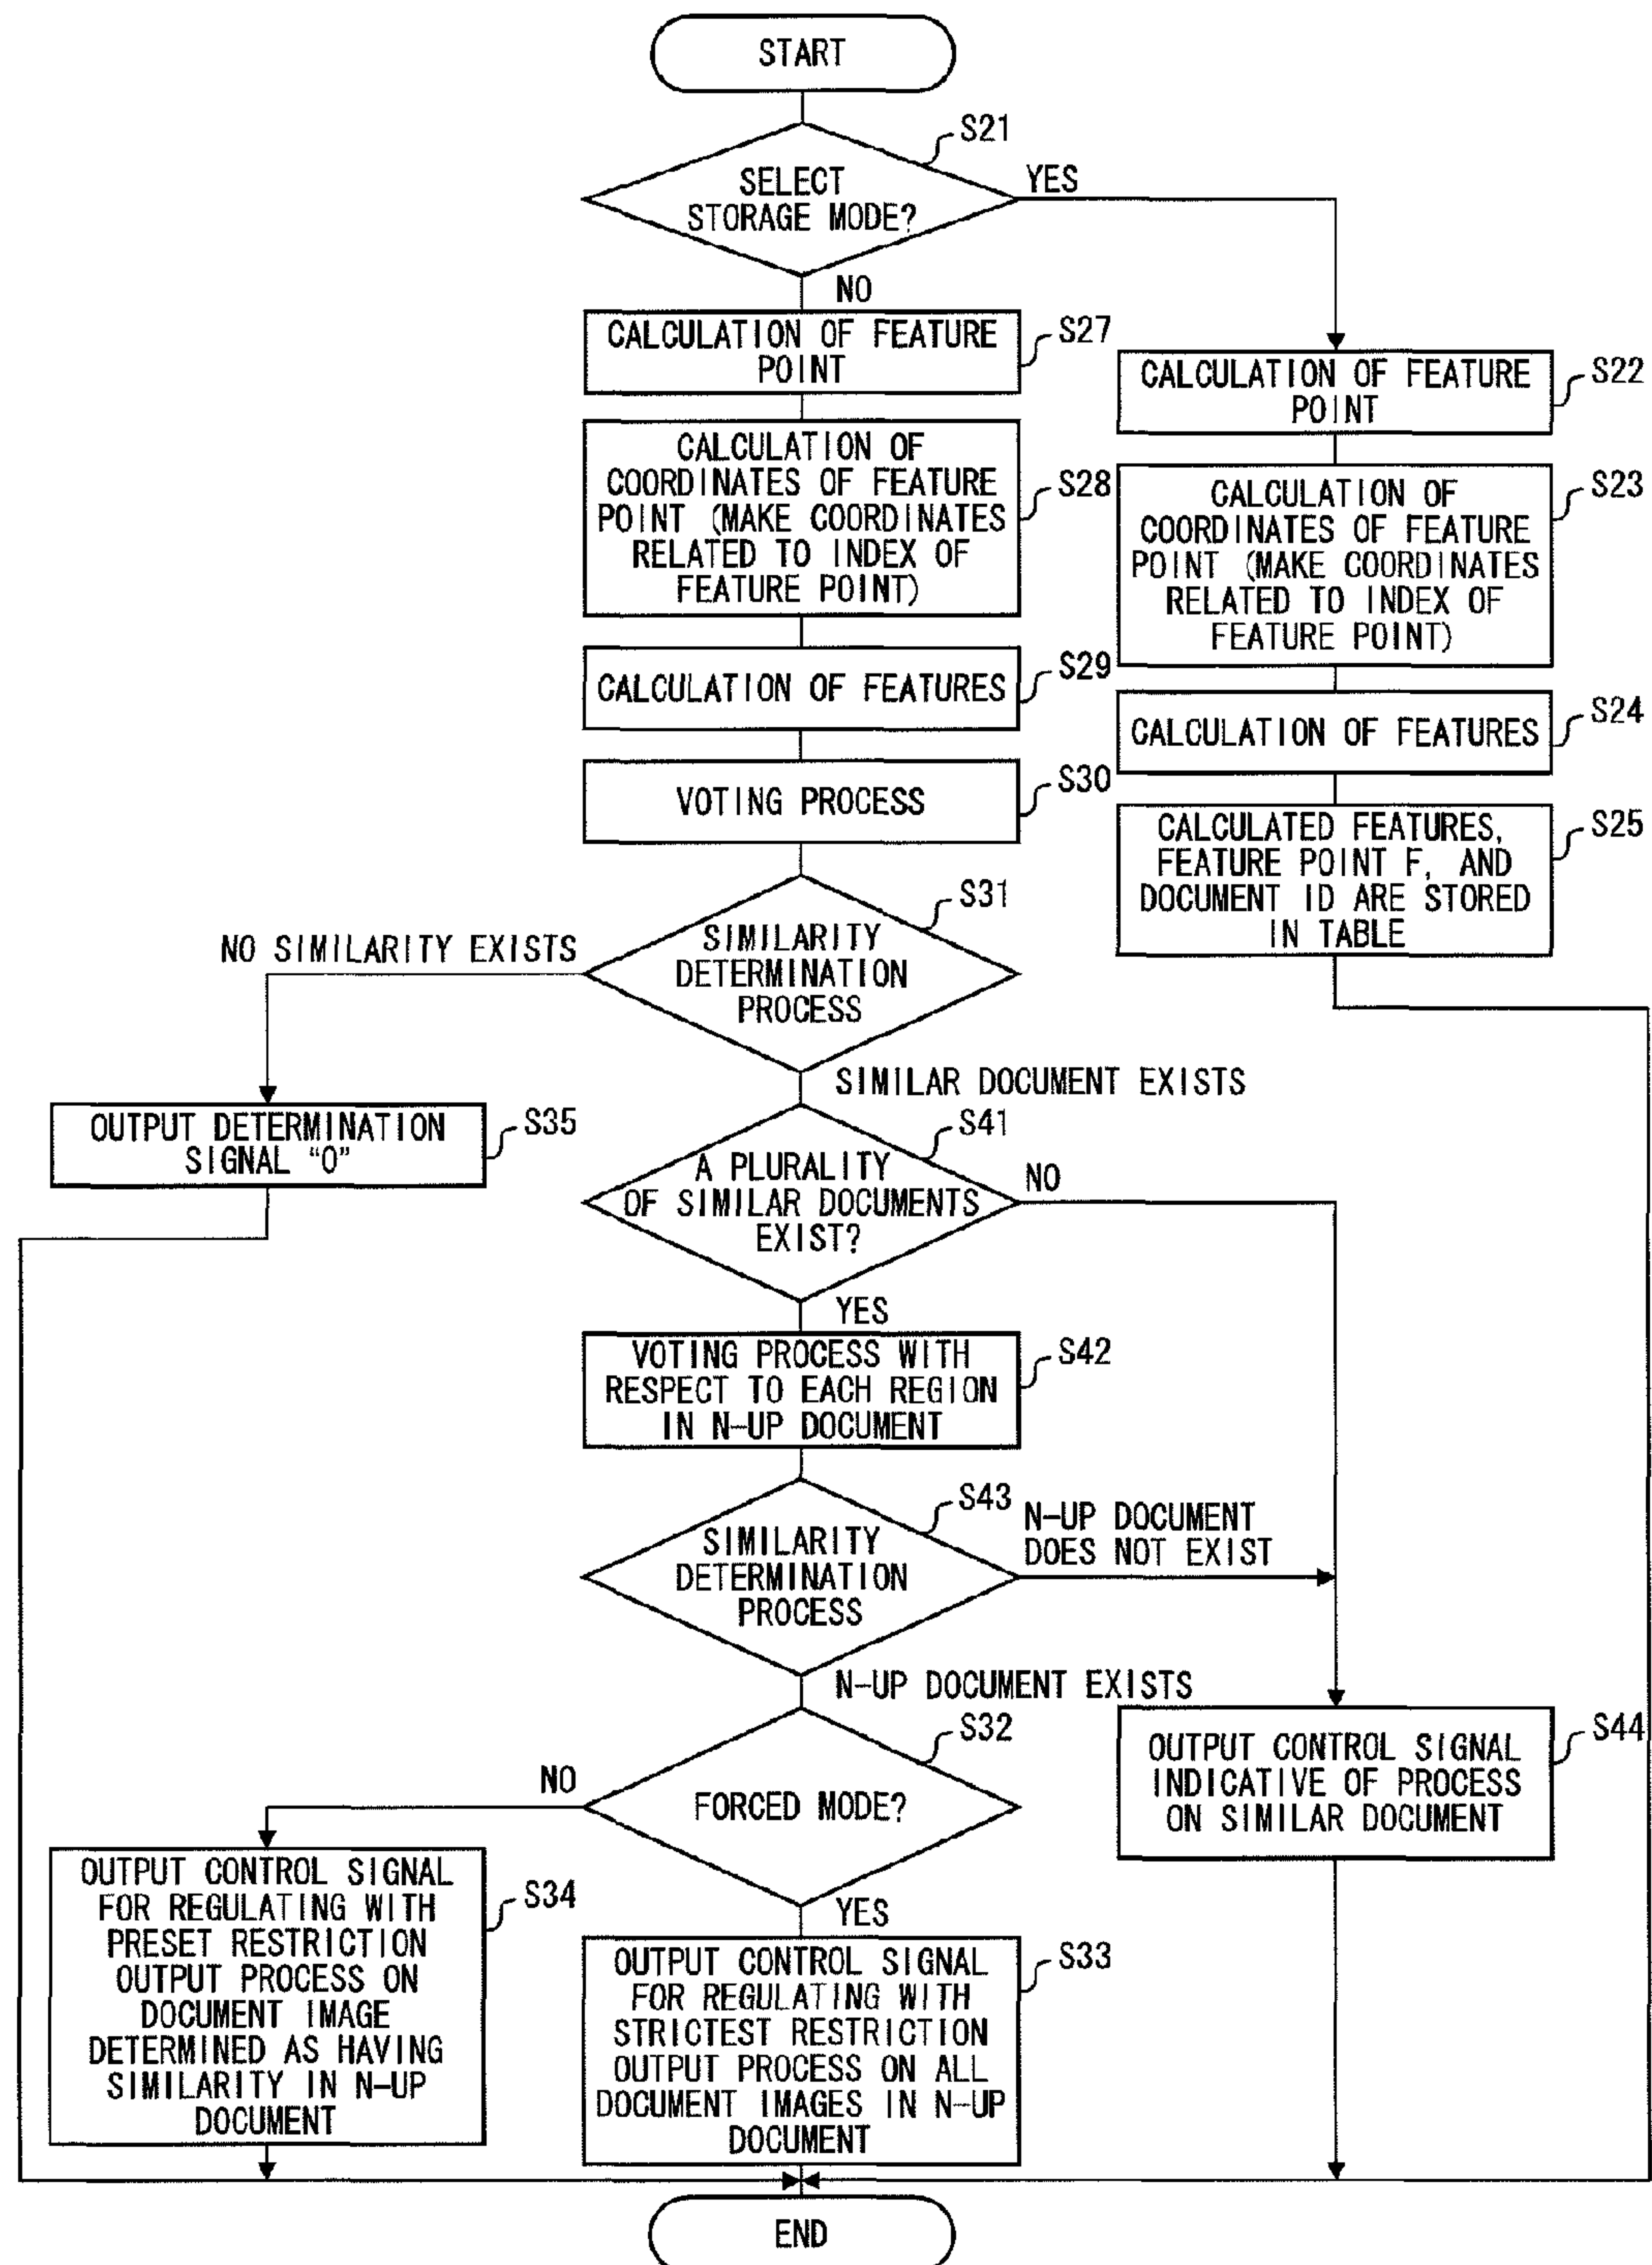 START
S21
SELECT
STORAGE MODE?
YES
NO
CALCULATION OF FEATURE
POINT
S27
CALCULATION OF
COORDINATES OF FEATURE
POINT (MAKE COORDINATES
RELATED TO INDEX OF
FEATURE POINT)
S28
CALCULATION OF FEATURES
S29
VOTING PROCESS
S30
CALCULATION OF FEATURE
POINT
S22
CALCULATION OF
COORDINATES OF FEATURE
POINT (MAKE COORDINATES
RELATED TO INDEX OF
FEATURE POINT)
S23
CALCULATION OF FEATURES
S24
CALCULATED FEATURES,
FEATURE POINT F, AND
DOCUMENT ID ARE STORED
IN TABLE
S25
S31
SIMILARITY
DETERMINATION
PROCESS
NO SIMILARITY EXISTS
SIMILAR DOCUMENT EXISTS
OUTPUT DETERMINATION
SIGNAL "0"
S35
S41
A PLURALITY
OF SIMILAR DOCUMENTS
EXIST?
NO
YES
VOTING PROCESS WITH
RESPECT TO EACH REGION
IN N-UP DOCUMENT
S42
S43
SIMILARITY
DETERMINATION
PROCESS
N-UP DOCUMENT
DOES NOT EXIST
N-UP DOCUMENT EXISTS
S32
FORCED MODE?
NO
YES
OUTPUT CONTROL SIGNAL
INDICATIVE OF PROCESS
ON SIMILAR DOCUMENT
S44
OUTPUT CONTROL SIGNAL
FOR REGULATING WITH
PRESET RESTRICTION
OUTPUT PROCESS ON
DOCUMENT IMAGE
DETERMINED AS HAVING
SIMILARITY IN N-UP
DOCUMENT
S34
OUTPUT CONTROL SIGNAL
FOR REGULATING WITH
STRICTEST RESTRICTION
OUTPUT PROCESS ON ALL
DOCUMENT IMAGES IN N-UP
DOCUMENT
S33
END